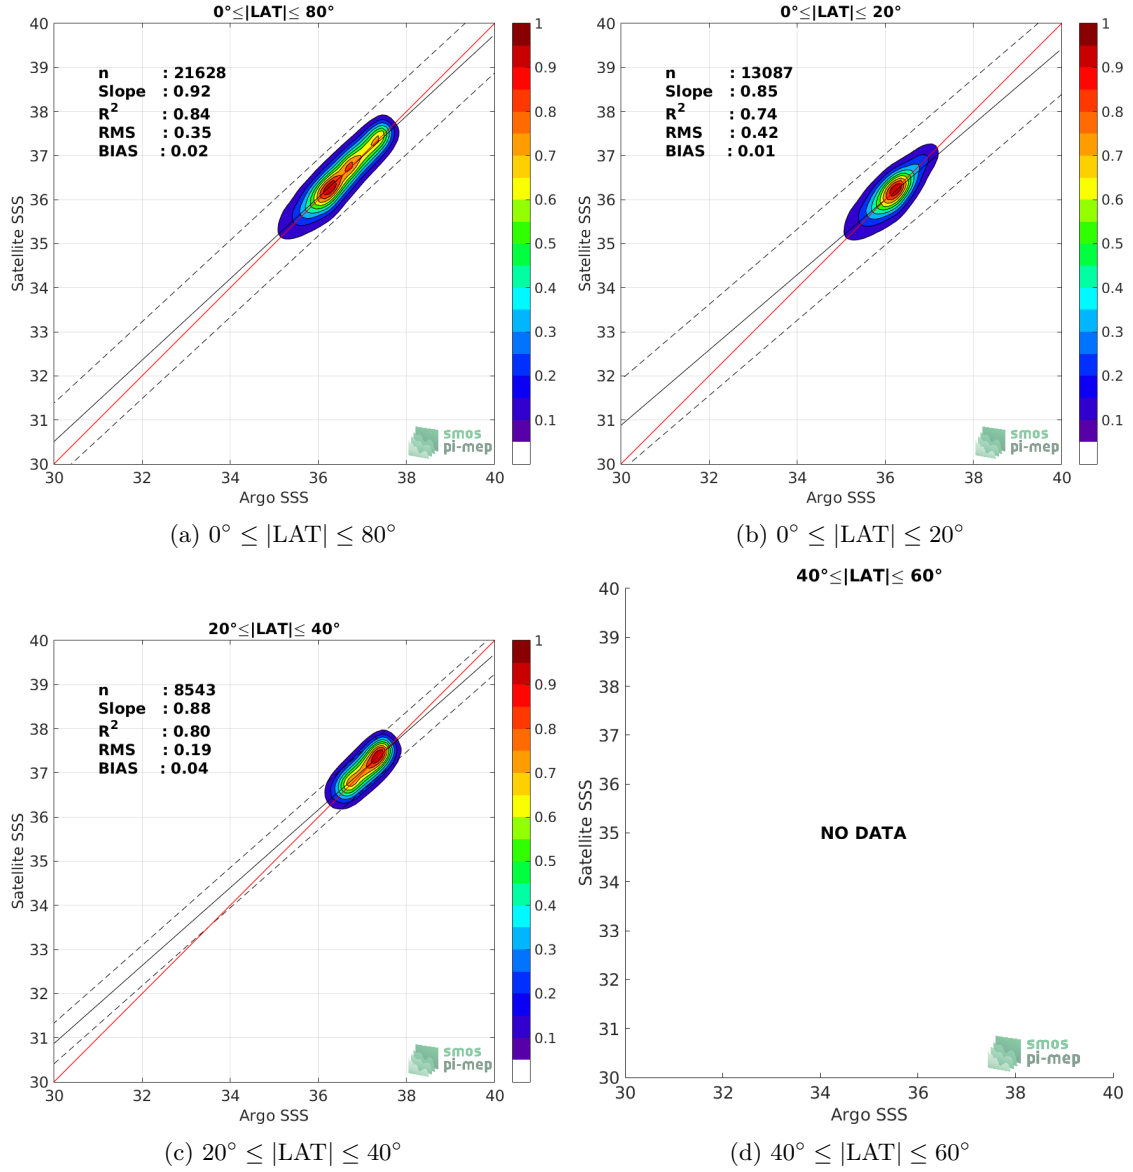 0°≤|LAT|≤ 80°
n : 21628
Slope : 0.92
R2 : 0.84
RMS : 0.35
BIAS : 0.02
40
39
38
37
36
35
34
33
32
31
30
30 32 34 36 38 40
Satellite SSS
Argo SSS
1
0.9
0.8
0.7
0.6
0.5
0.4
0.3
0.2
0.1
smos
pi-mep
(a) 0° ≤ |LAT| ≤ 80°
0°≤|LAT|≤ 20°
n : 13087
Slope : 0.85
R2 : 0.74
RMS : 0.42
BIAS : 0.01
40
39
38
37
36
35
34
33
32
31
30
30 32 34 36 38 40
Satellite SSS
Argo SSS
1
0.9
0.8
0.7
0.6
0.5
0.4
0.3
0.2
0.1
smos
pi-mep
(b) 0° ≤ |LAT| ≤ 20°
20°≤|LAT|≤ 40°
n : 8543
Slope : 0.88
R2 : 0.80
RMS : 0.19
BIAS : 0.04
40
39
38
37
36
35
34
33
32
31
30
30 32 34 36 38 40
Satellite SSS
Argo SSS
1
0.9
0.8
0.7
0.6
0.5
0.4
0.3
0.2
0.1
smos
pi-mep
(c) 20° ≤ |LAT| ≤ 40°
40°≤|LAT|≤ 60°
40
39
38
37
36
35
34
33
32
31
30
NO DATA
30 32 34 36 38 40
Satellite SSS
Argo SSS
smos
pi-mep
(d) 40° ≤ |LAT| ≤ 60°